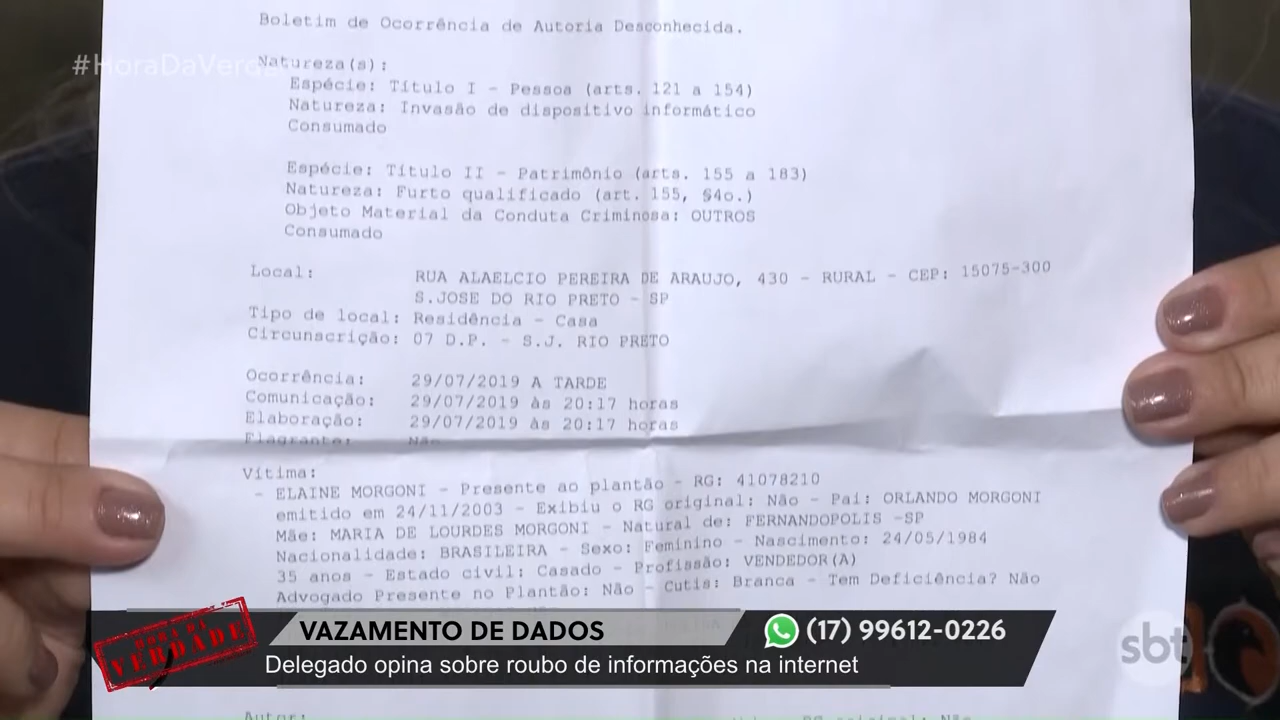 Boletim de Ocorrência de Autoria Desconhecida.
#HoraDaVerd
Natureza(s):
Espécie: Título I - Pessoa (arts. 121 a 154)
Natureza: Invasão de dispositivo informático
Consumado
Espécie: Título II - Patrimônio (arts. 155 a 183)
Natureza: Furto qualificado (art. 155, §4o.)
Objeto Material da Conduta Criminosa: OUTROS
Consumado
Local: RUA ALAELCIO PEREIRA DE ARAUJO, 430 - RURAL - CEP: 15075-300
S.JOSE DO RIO PRETO - SP
Tipo de local: Residência - Casa
Circunscrição: 07 D.P. - S.J. RIO PRETO
Ocorrência: 29/07/2019 A TARDE
Comunicação: 29/07/2019 às 20:17 horas
Elaboração: 29/07/2019 às 20:17 horas
Flagrante: Não
Vítima:
- ELAINE MORGONI - Presente ao plantão - RG: 41078210
emitido em 24/11/2003 - Exibiu o RG original: Não - Pai: ORLANDO MORGONI
Mãe: MARIA DE LOURDES MORGONI - Natural de: FERNANDOPOLIS -SP
Nacionalidade: BRASILEIRA - Sexo: Feminino - Nascimento: 24/05/1984
35 anos - Estado civil: Casado - Profissão: VENDEDOR(A)
Advogado Presente no Plantão: Não - Cutis: Branca - Tem Deficiência? Não
HORA DA
VERDADE
VAZAMENTO DE DADOS
(17) 99612-0226
Delegado opina sobre roubo de informações na internet
sbt
Autor:
RG original: Não